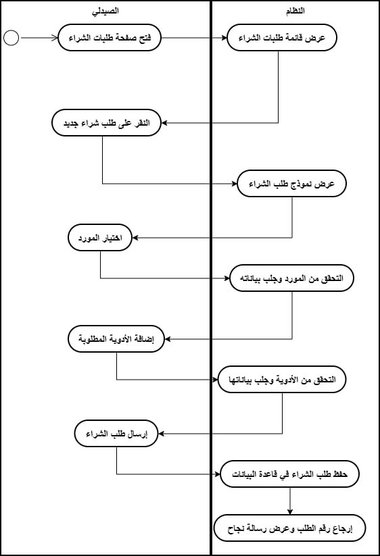 الصيدلي
النظام
فتح صفحة طلبات الشراء
عرض قائمة طلبات الشراء
النقر على طلب شراء جديد
عرض نموذج طلب الشراء
اختيار المورد
التحقق من المورد وجلب بياناته
إضافة الأدوية المطلوبة
التحقق من الأدوية وجلب بياناتها
إرسال طلب الشراء
حفظ طلب الشراء في قاعدة البيانات
إرجاع رقم الطلب وعرض رسالة نجاح